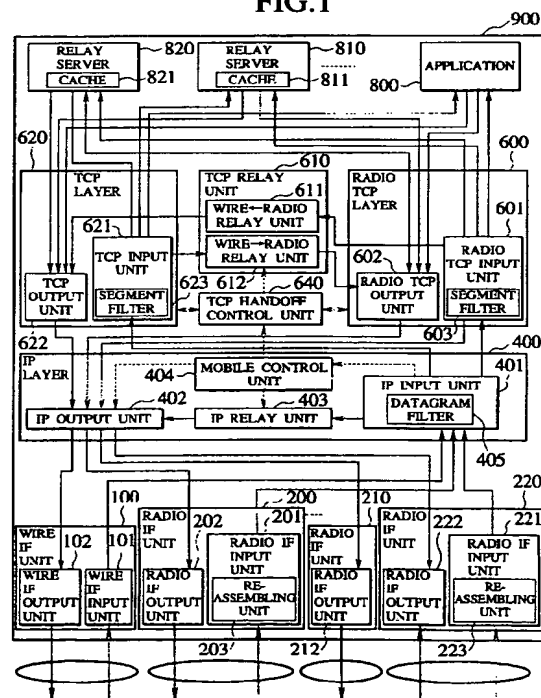 FIG.1
900
RELAY SERVER
820
CACHE
821
RELAY SERVER
810
CACHE
811
APPLICATION
800
620
TCP LAYER
621
TCP INPUT UNIT
SEGMENT FILTER
623
TCP OUTPUT UNIT
622
610
TCP RELAY UNIT
611
WIRE←RADIO RELAY UNIT
WIRE→RADIO RELAY UNIT
612
640
TCP HANDOFF CONTROL UNIT
600
RADIO TCP LAYER
601
RADIO TCP INPUT UNIT
SEGMENT FILTER
603
602
RADIO TCP OUTPUT UNIT
400
IP LAYER
404
MOBILE CONTROL UNIT
401
IP INPUT UNIT
DATAGRAM FILTER
405
402
IP OUTPUT UNIT
403
IP RELAY UNIT
100
WIRE IF UNIT
102
WIRE IF OUTPUT UNIT
101
WIRE IF INPUT UNIT
200
RADIO IF UNIT
202
RADIO IF OUTPUT UNIT
201
RADIO IF INPUT UNIT
RE-ASSEMBLING UNIT
203
210
RADIO IF UNIT
RADIO IF OUTPUT UNIT
212
220
RADIO IF UNIT
222
RADIO IF OUTPUT UNIT
221
RADIO IF INPUT UNIT
RE-ASSEMBLING UNIT
223